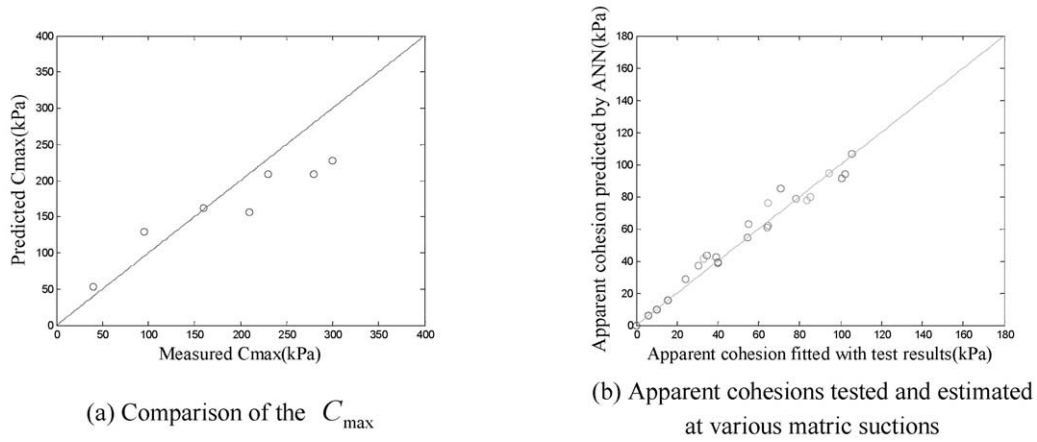 Predicted Cmax(kPa)
400
350
300
250
200
150
100
50
0
0 50 100 150 200 250 300 350 400
Measured Cmax(kPa)
(a) Comparison of the C max
Apparent cohesion predicted by ANN(kPa)
180
160
140
120
100
80
60
40
20
0
0 20 40 60 80 100 120 140 160 180
Apparent cohesion fitted with test results(kPa)
(b) Apparent cohesions tested and estimated
at various matric suctions